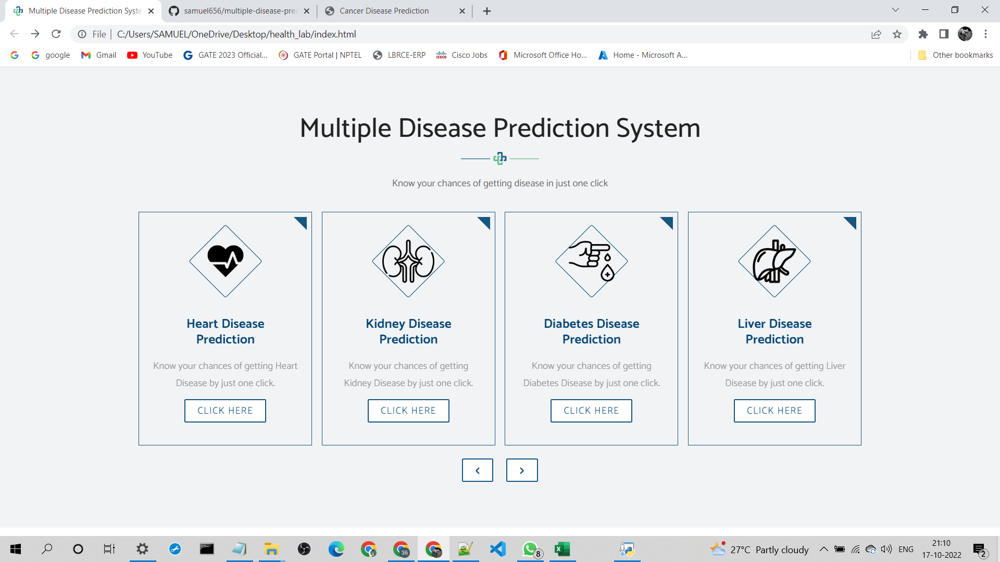 Multiple Disease Prediction Syste
samuel656/multiple-disease-pred
Cancer Disease Prediction
File
C:/Users/SAMUEL/OneDrive/Desktop/health_lab/index.html
google
Gmail
YouTube
GATE 2023 Official...
GATE Portal | NPTEL
LBRCE-ERP
Cisco Jobs
Microsoft Office Ho...
Home - Microsoft A...
Other bookmarks
Multiple Disease Prediction System
Know your chances of getting disease in just one click
Heart Disease
Prediction
Know your chances of getting Heart
Disease by just one click.
CLICK HERE
Kidney Disease
Prediction
Know your chances of getting
Kidney Disease by just one click.
CLICK HERE
Diabetes Disease
Prediction
Know your chances of getting
Diabetes Disease by just one click.
CLICK HERE
Liver Disease
Prediction
Know your chances of getting Liver
Disease by just one click.
CLICK HERE
36
8
27°C Partly cloudy
ENG
21:10
17-10-2022
2